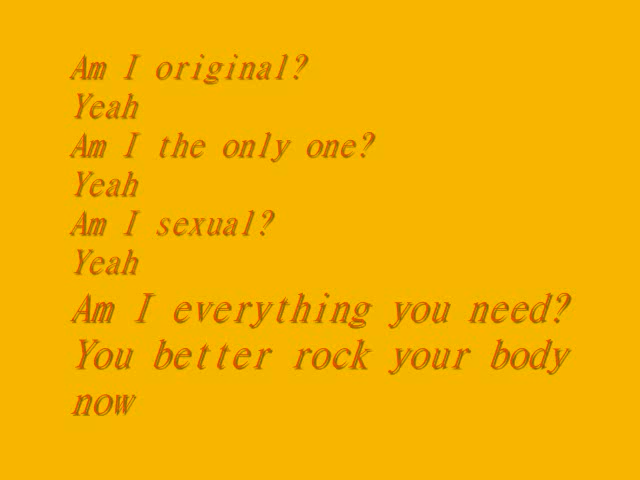 Am I original?
Yeah
Am I the only one?
Yeah
Am I sexual?
Yeah
Am I everything you need?
You better rock your body
now